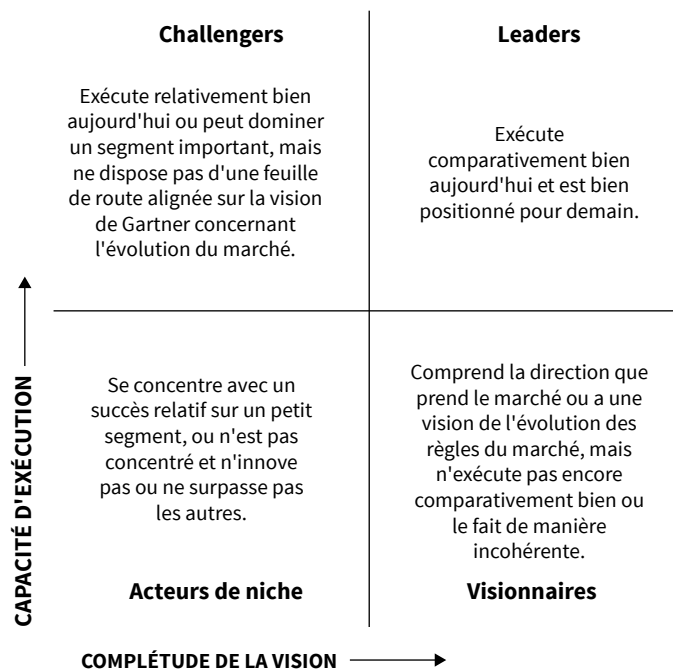 Challengers
Exécute relativement bien
aujourd'hui ou peut dominer
un segment important, mais
ne dispose pas d'une feuille
de route alignée sur la vision
de Gartner concernant
l'évolution du marché.
Leaders
Exécute
comparativement bien
aujourd'hui et est bien
positionné pour demain.
CAPACITÉ D'EXÉCUTION
Se concentre avec un
succès relatif sur un petit
segment, ou n'est pas
concentré et n'innove
pas ou ne surpasse pas
les autres.
Acteurs de niche
Comprend la direction que
prend le marché ou a une
vision de l'évolution des
règles du marché, mais
n'exécute pas encore
comparativement bien ou
le fait de manière
incohérente.
Visionnaires
COMPLÉTUDE DE LA VISION